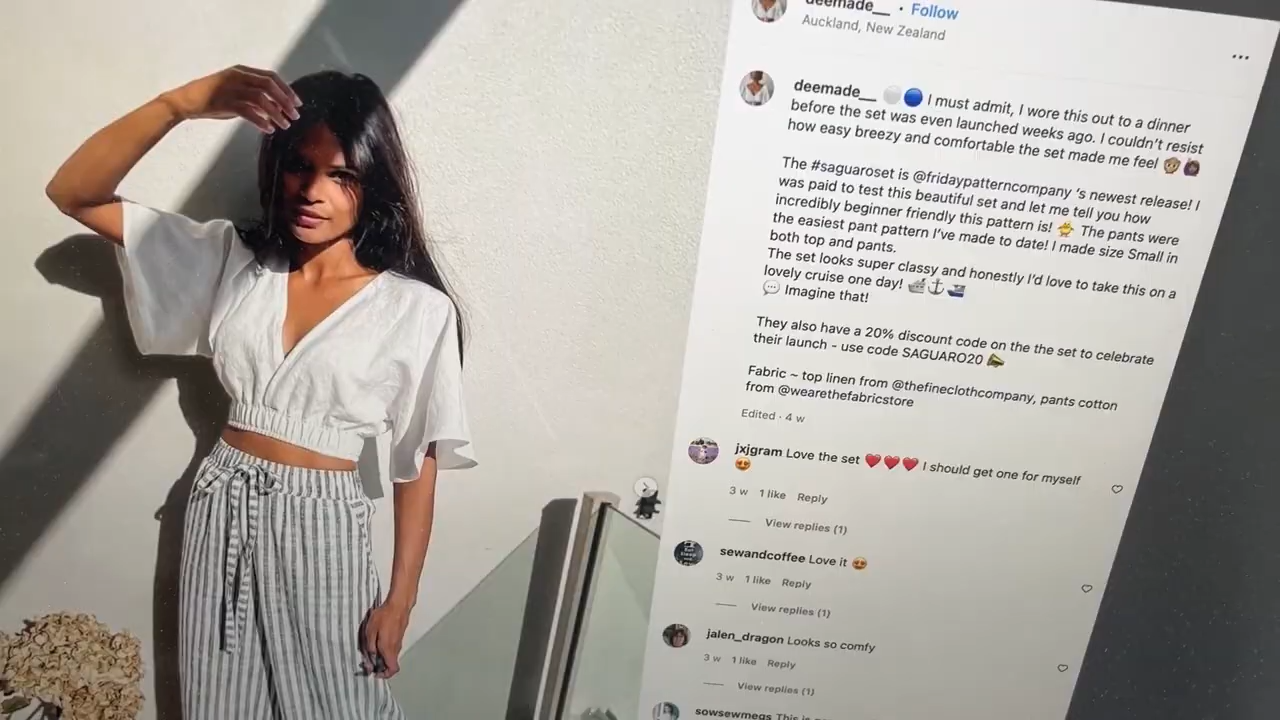 deemade__ • Follow
Auckland, New Zealand
deemade__ ⚪🔵 I must admit, I wore this out to a dinner
before the set was even launched weeks ago. I couldn't resist
how easy breezy and comfortable the set made me feel
The #saguaroset is @fridaypatterncompany 's newest release! I
was paid to test this beautiful set and let me tell you how
incredibly beginner friendly this pattern is! 🐥 The pants were
the easiest pant pattern I've made to date! I made size Small in
both top and pants.
The set looks super classy and honestly I'd love to take this on a
lovely cruise one day! 🛳⚓🚢
💬 Imagine that!
They also have a 20% discount code on the the set to celebrate
their launch - use code SAGUARO20 📣
Fabric ~ top linen from @thefineclothcompany, pants cotton
from @wearethefabricstore
Edited · 4 w
jxjgram Love the set ❤️❤️❤️ I should get one for myself
😍
3 w 1 like Reply
View replies (1)
sewandcoffee Love it 😍
3 w 1 like Reply
View replies (1)
jalen_dragon Looks so comfy
3 w 1 like Reply
View replies (1)
sowsewmegs This is